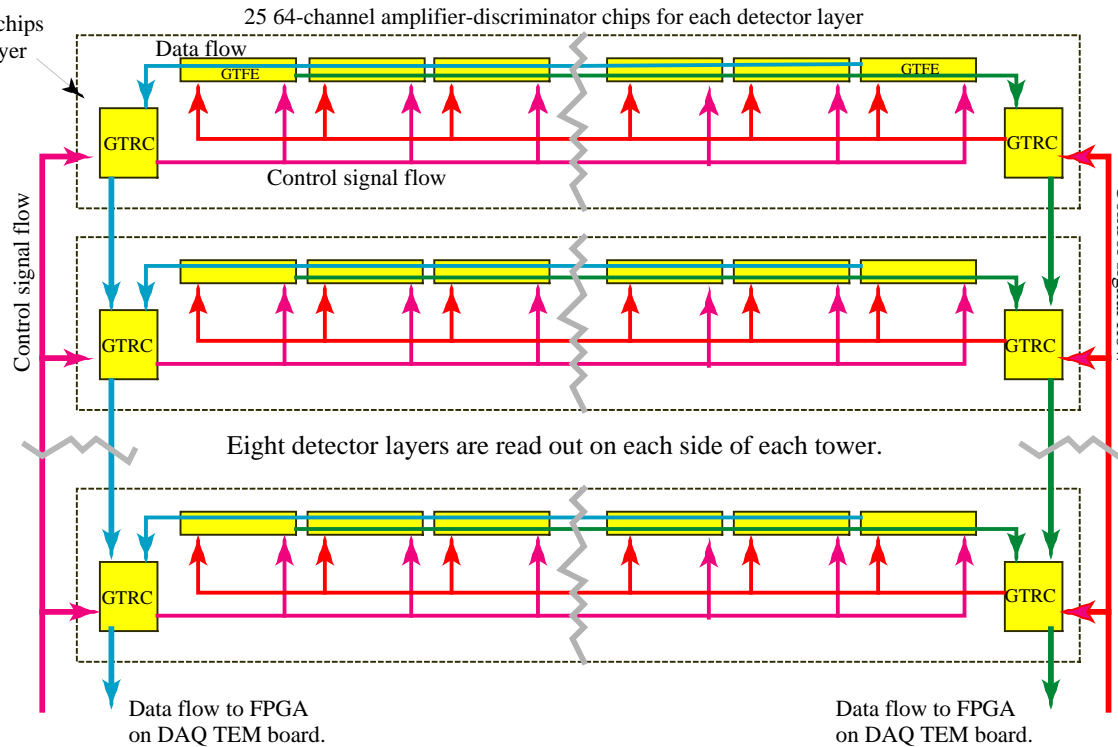 25 64-channel amplifier-discriminator chips for each detector layer
chips
Data flow
GTFE
GTFE
GTRC
GTRC
Control signal flow
Control signal flow
GTRC
GTRC
Eight detector layers are read out on each side of each tower.
GTRC
GTRC
Data flow to FPGA
on DAQ TEM board.
Data flow to FPGA
on DAQ TEM board.